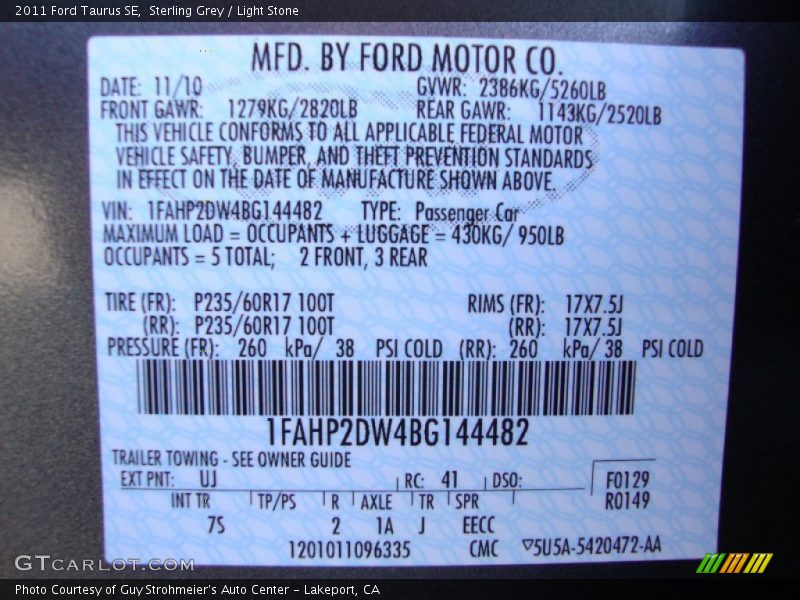 2011 Ford Taurus SE,  Sterling Grey / Light Stone
MFD. BY FORD MOTOR CO.
DATE: 11/10 GVWR: 2386KG/5260LB
FRONT GAWR: 1279KG/2820LB REAR GAWR: 1143KG/2520LB
THIS VEHICLE CONFORMS TO ALL APPLICABLE FEDERAL MOTOR
VEHICLE SAFETY, BUMPER, AND THEFT PREVENTION STANDARDS
IN EFFECT ON THE DATE OF MANUFACTURE SHOWN ABOVE.
VIN: 1FAHP2DW4BG144482 TYPE: Passenger Car
MAXIMUM LOAD = OCCUPANTS + LUGGAGE = 430KG/ 950LB
OCCUPANTS = 5 TOTAL; 2 FRONT, 3 REAR
TIRE (FR): P235/60R17 100T RIMS (FR): 17X7.5J
(RR): P235/60R17 100T (RR): 17X7.5J
PRESSURE (FR): 260 kPa/ 38 PSI COLD (RR): 260 kPa/ 38 PSI COLD
1FAHP2DW4BG144482
TRAILER TOWING - SEE OWNER GUIDE
EXT PNT: UJ RC: 41 DSO: F0129
INT TR TP/PS R AXLE TR SPR R0149
7S 2 1A J EECC
1201011096335 CMC ▽5U5A-5420472-AA
GTCARLOT.COM
Photo Courtesy of Guy Strohmeier's Auto Center – Lakeport, CA